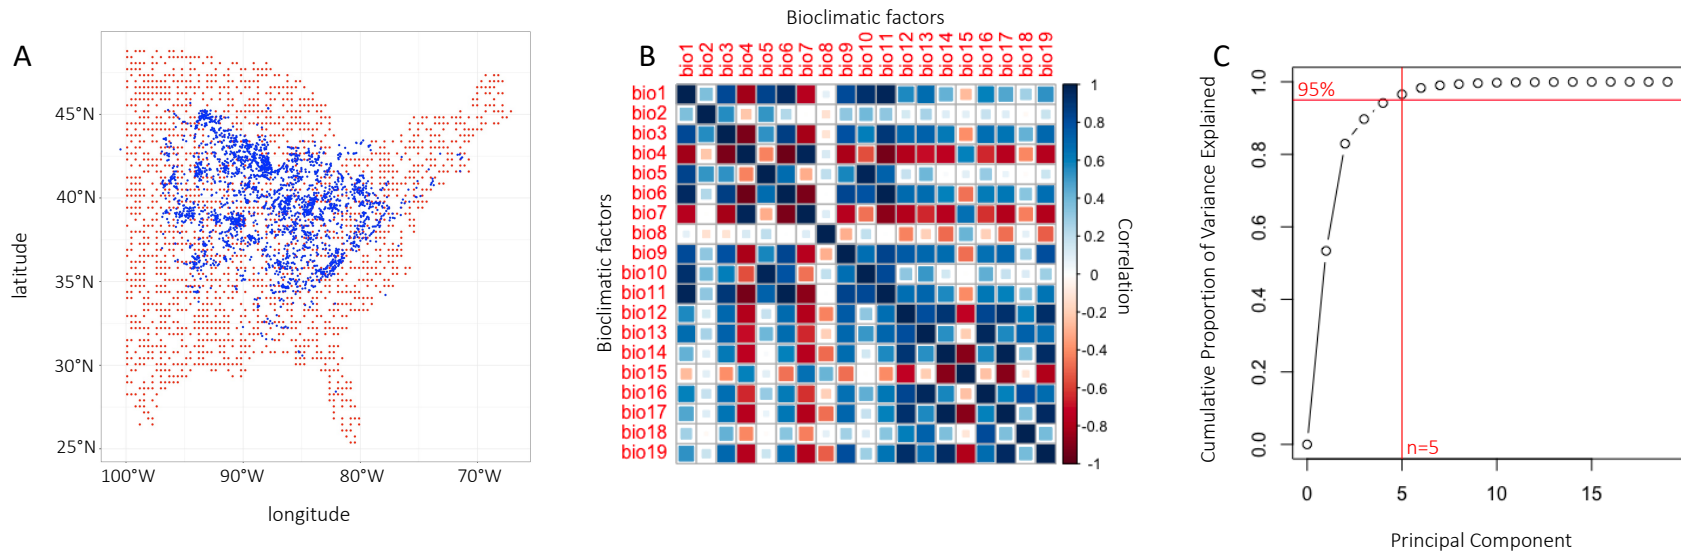 A
45°N
40°N
35°N
30°N
25°N
latitude
100°W 90°W 80°W 70°W
longitude
B
Bioclimatic factors
bio1 bio2 bio3 bio4 bio5 bio6 bio7 bio8 bio9 bio10 bio11 bio12 bio13 bio14 bio15 bio16 bio17 bio18 bio19
Bioclimatic factors
bio1
bio2
bio3
bio4
bio5
bio6
bio7
bio8
bio9
bio10
bio11
bio12
bio13
bio14
bio15
bio16
bio17
bio18
bio19
1
0.8
0.6
0.4
0.2
0
-0.2
-0.4
-0.6
-0.8
-1
Correlation
C
Cumulative Proportion of Variance Explained
1.0
0.8
0.6
0.4
0.2
0.0
95%
n=5
0 5 10 15
Principal Component